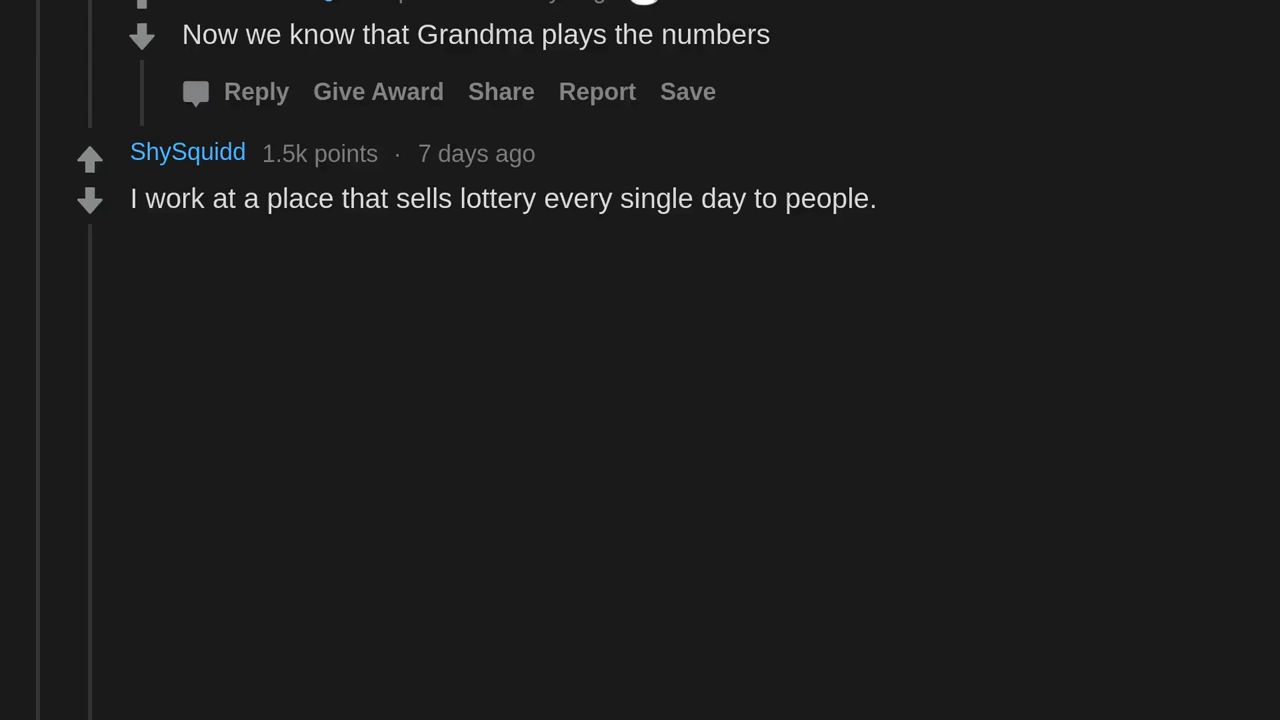 Now we know that Grandma plays the numbers
Reply Give Award Share Report Save
ShySquidd 1.5k points · 7 days ago
I work at a place that sells lottery every single day to people.